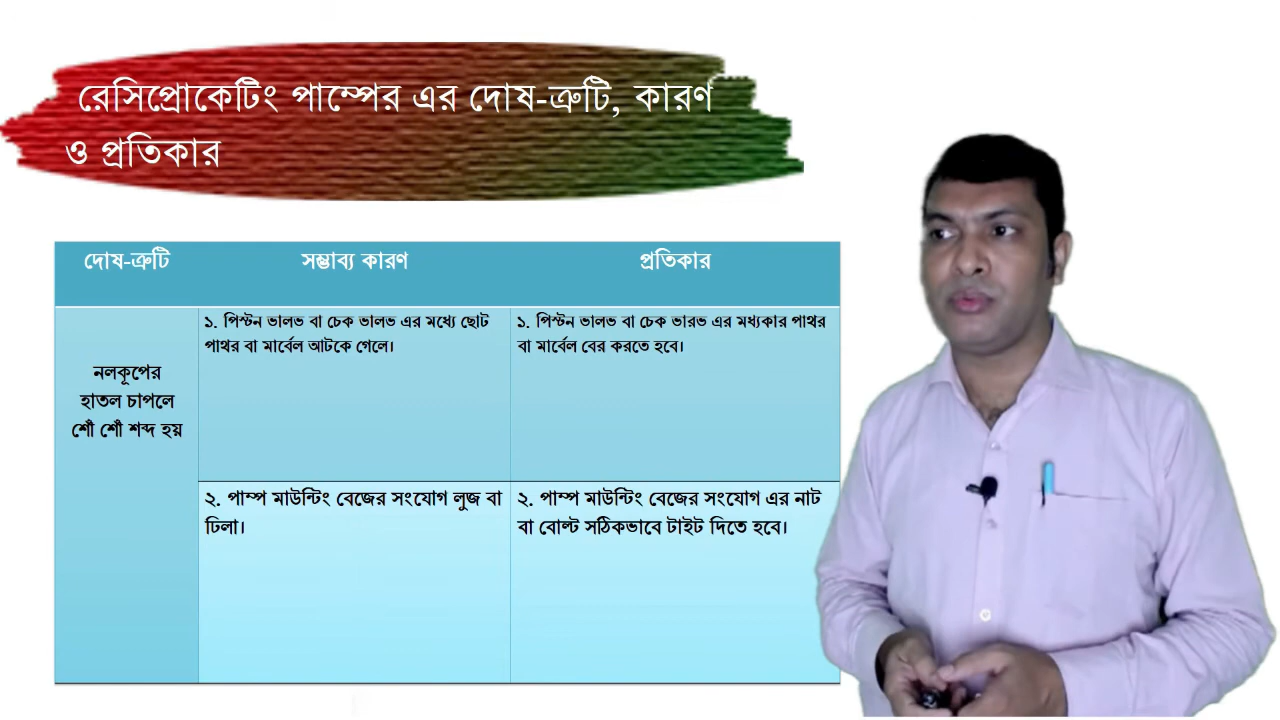 রেসিপ্রোকেটিং পাম্পের এর দোষ-ত্রুটি, কারণ
ও প্রতিকার
দোষ-ত্রুটি
সম্ভাব্য কারণ
প্রতিকার
নলকূপের
হাতল চাপলে
শোঁ শোঁ শব্দ হয়
১. পিস্টন ভালভ বা চেক ভালভ এর মধ্যে ছোট
পাথর বা মার্বেল আটকে গেলে।
১. পিস্টন ভালভ বা চেক ভারভ এর মধ্যকার পাথর
বা মার্বেল বের করতে হবে।
২. পাম্প মাউন্টিং বেজের সংযোগ লুজ বা
ঢিলা।
২. পাম্প মাউন্টিং বেজের সংযোগ এর নাট
বা বোল্ট সঠিকভাবে টাইট দিতে হবে।